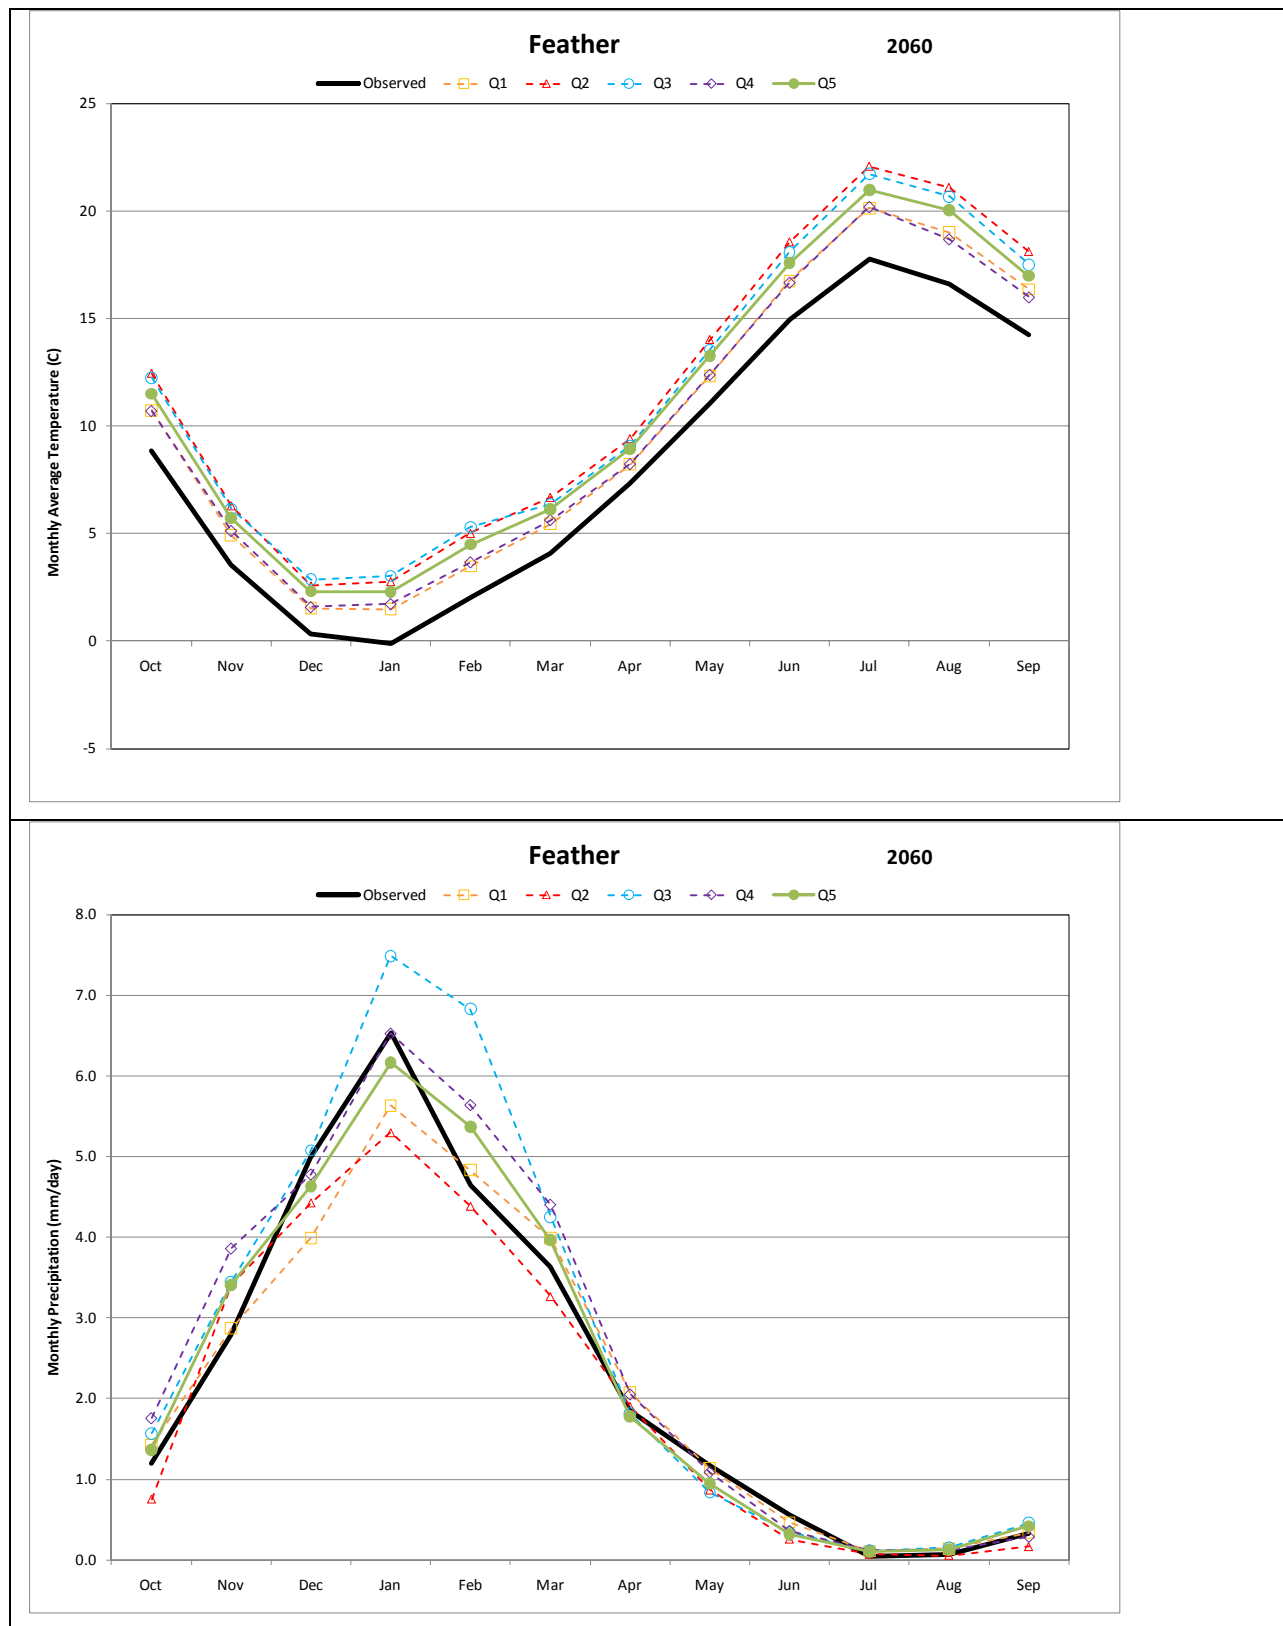 Feather 2060
Observed Q1 Q2 Q3 Q4 Q5
25
20
15
10
5
0
-5
Monthly Average Temperature (C)
Oct Nov Dec Jan Feb Mar Apr May Jun Jul Aug Sep
Feather 2060
Observed Q1 Q2 Q3 Q4 Q5
8.0
7.0
6.0
5.0
4.0
3.0
2.0
1.0
0.0
Monthly Precipitation (mm/day)
Oct Nov Dec Jan Feb Mar Apr May Jun Jul Aug Sep